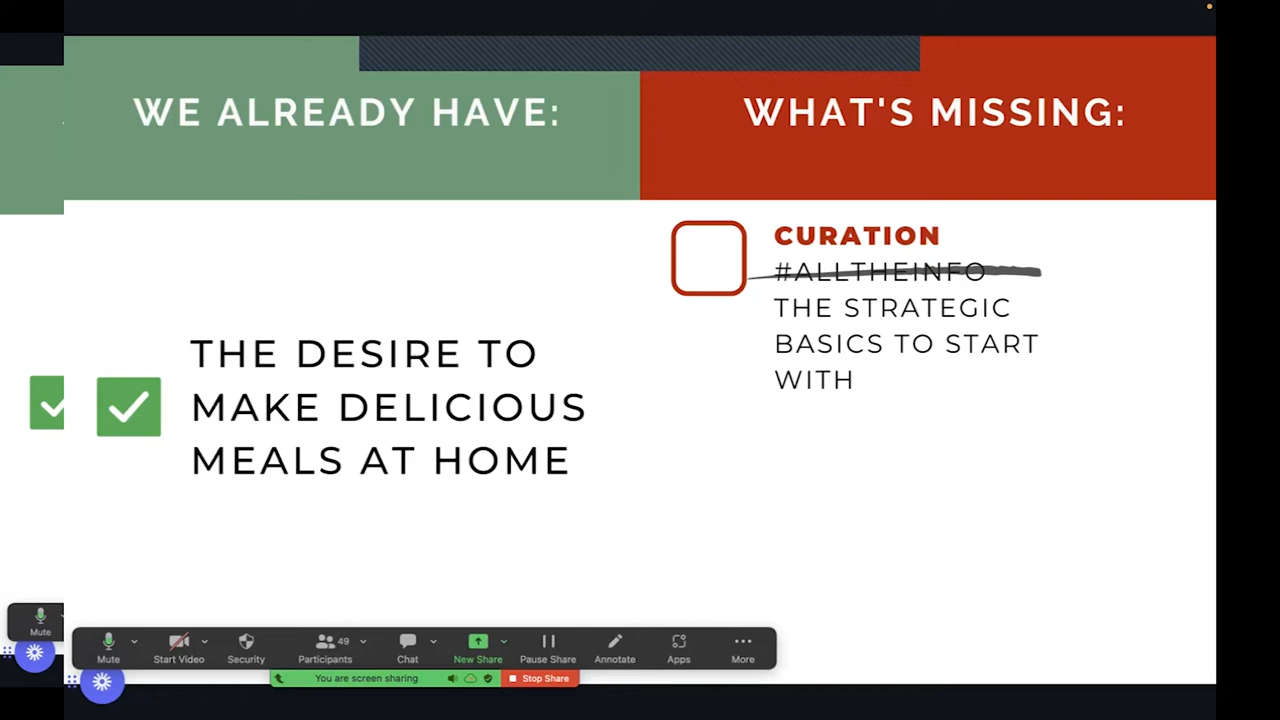 WE ALREADY HAVE:
WHAT'S MISSING:
THE DESIRE TO
MAKE DELICIOUS
MEALS AT HOME
CURATION
#ALLTHEINFO
THE STRATEGIC
BASICS TO START
WITH
Mute
49
Mute
Start Video
Security
Participants
Chat
New Share
Pause Share
Annotate
Apps
More
You are screen sharing
Stop Share